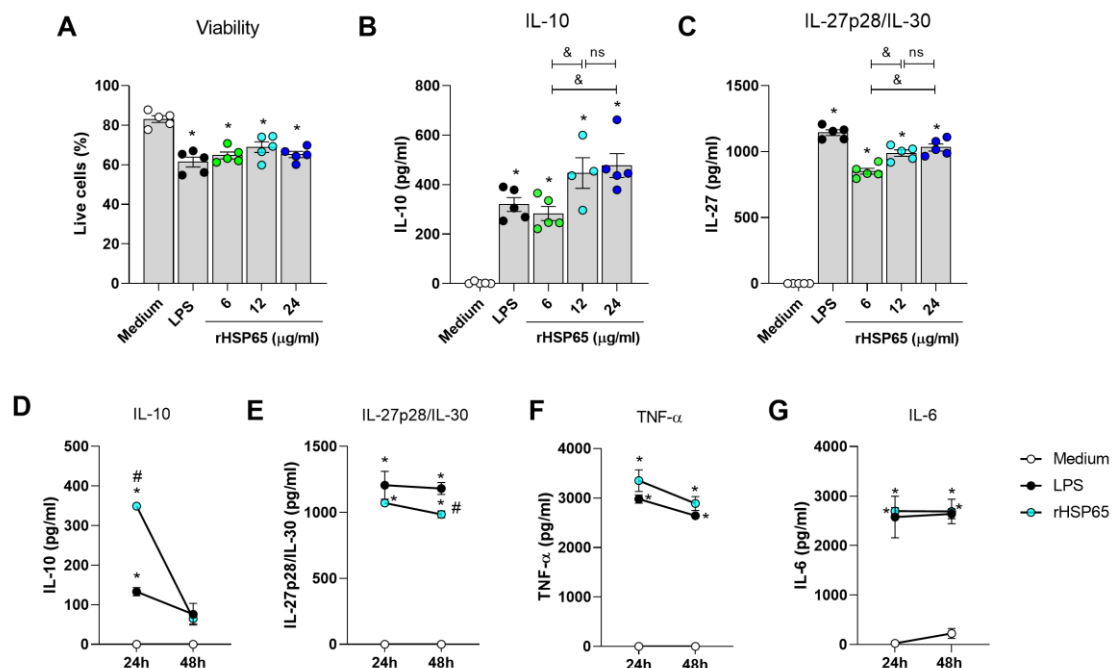 A
Viability
Live cells (%)
100
80
60
40
20
0
* * * *
Medium
LPS
6
12
24
rHSP65 (μg/ml)
B
IL-10
& ns
&
IL-10 (pg/ml)
800
600
400
200
0
* * * *
Medium
LPS
6
12
24
rHSP65 (μg/ml)
C
IL-27p28/IL-30
& ns
&
IL-27 (pg/ml)
1500
1000
500
0
* * * *
Medium
LPS
6
12
24
rHSP65 (μg/ml)
D
IL-10
IL-10 (pg/ml)
500
400
300
200
100
0
#
*
*
24h 48h
E
IL-27p28/IL-30
IL-27p28/IL-30 (pg/ml)
1500
1000
500
0
* *
* * #
24h 48h
F
TNF-α
TNF-α (pg/ml)
4000
3000
2000
1000
0
* *
* *
24h 48h
G
IL-6
IL-6 (pg/ml)
4000
3000
2000
1000
0
* *
* *
24h 48h
Medium
LPS
rHSP65